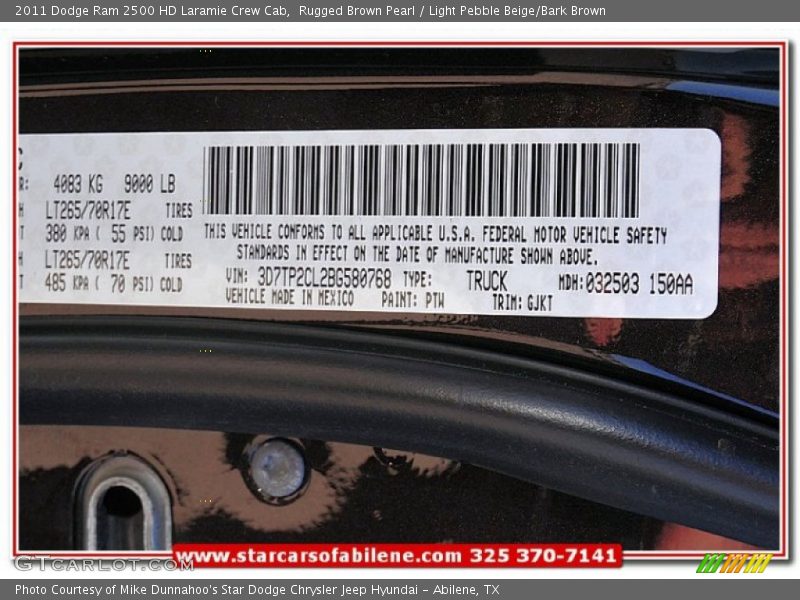 2011 Dodge Ram 2500 HD Laramie Crew Cab,  Rugged Brown Pearl / Light Pebble Beige/Bark Brown
4083 KG 9000 LB
LT265/70R17E TIRES
380 KPA ( 55 PSI) COLD
LT265/70R17E TIRES
485 KPA ( 70 PSI) COLD
THIS VEHICLE CONFORMS TO ALL APPLICABLE U.S.A. FEDERAL MOTOR VEHICLE SAFETY
STANDARDS IN EFFECT ON THE DATE OF MANUFACTURE SHOWN ABOVE.
VIN: 3D7TP2CL2BG580768 TYPE: TRUCK MDH:032503 150AA
VEHICLE MADE IN MEXICO PAINT: PTW TRIM: GJKT
www.starcarsofabilene.com 325 370-7141
GTcarlot.com
Photo Courtesy of Mike Dunnahoo's Star Dodge Chrysler Jeep Hyundai – Abilene, TX